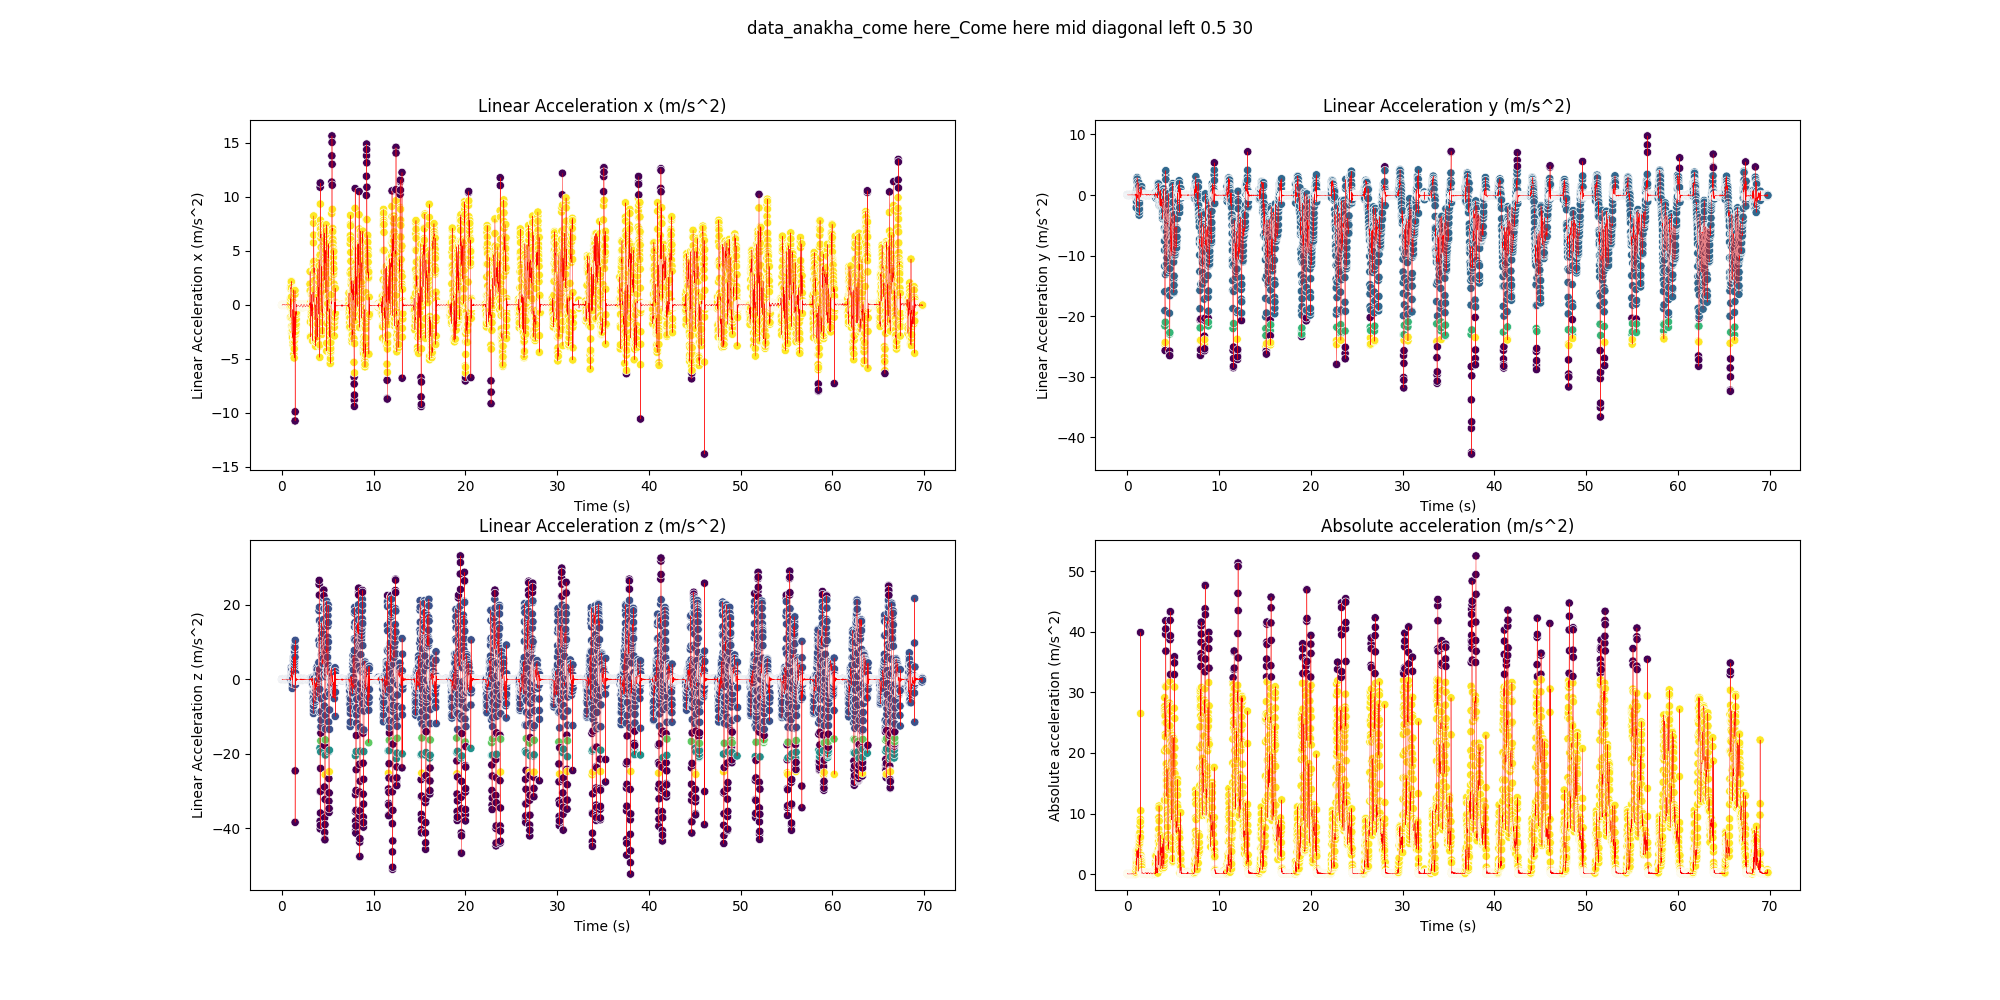 data_anakha_come here_Come here mid diagonal left 0.5 30
Linear Acceleration x (m/s^2)
Linear Acceleration x (m/s^2)
15
10
5
0
−5
−10
−15
0 10 20 30 40 50 60 70
Time (s)
Linear Acceleration y (m/s^2)
Linear Acceleration y (m/s^2)
10
0
−10
−20
−30
−40
0 10 20 30 40 50 60 70
Time (s)
Linear Acceleration z (m/s^2)
Linear Acceleration z (m/s^2)
20
0
−20
−40
0 10 20 30 40 50 60 70
Time (s)
Absolute acceleration (m/s^2)
Absolute acceleration (m/s^2)
50
40
30
20
10
0
0 10 20 30 40 50 60 70
Time (s)